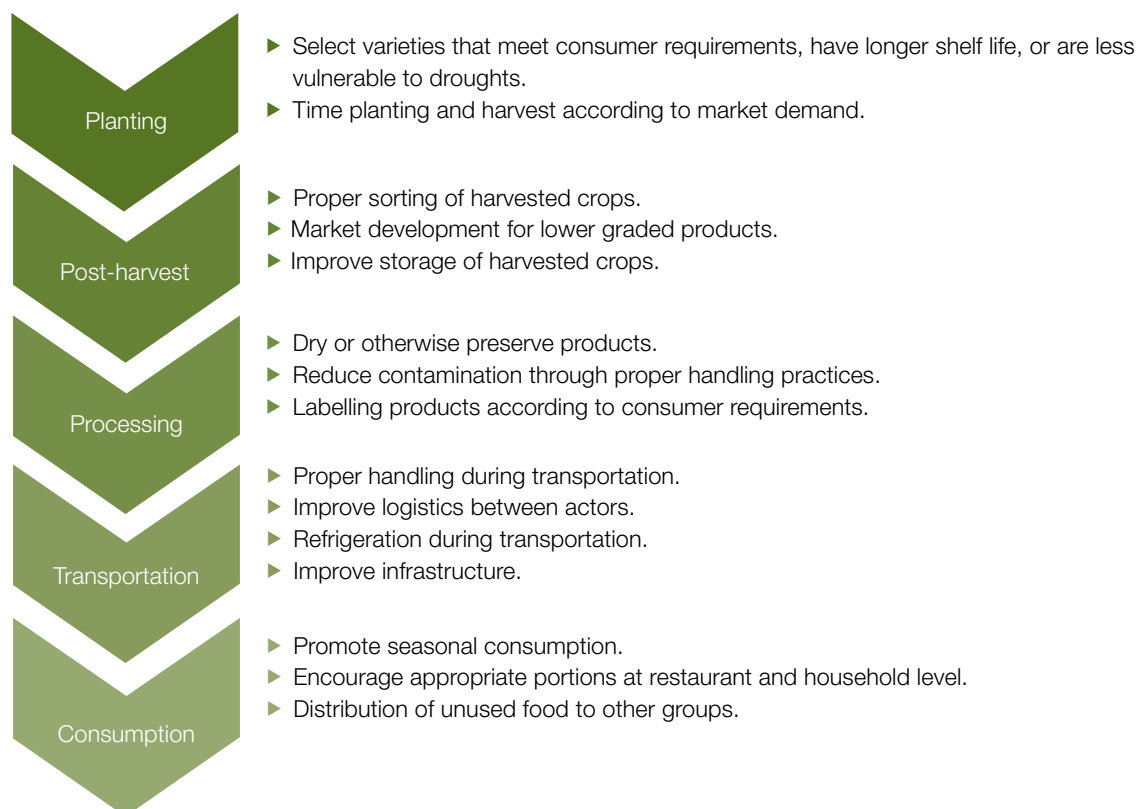 Planting
▶ Select varieties that meet consumer requirements, have longer shelf life, or are less
vulnerable to droughts.
▶ Time planting and harvest according to market demand.
Post-harvest
▶ Proper sorting of harvested crops.
▶ Market development for lower graded products.
▶ Improve storage of harvested crops.
Processing
▶ Dry or otherwise preserve products.
▶ Reduce contamination through proper handling practices.
▶ Labelling products according to consumer requirements.
Transportation
▶ Proper handling during transportation.
▶ Improve logistics between actors.
▶ Refrigeration during transportation.
▶ Improve infrastructure.
Consumption
▶ Promote seasonal consumption.
▶ Encourage appropriate portions at restaurant and household level.
▶ Distribution of unused food to other groups.